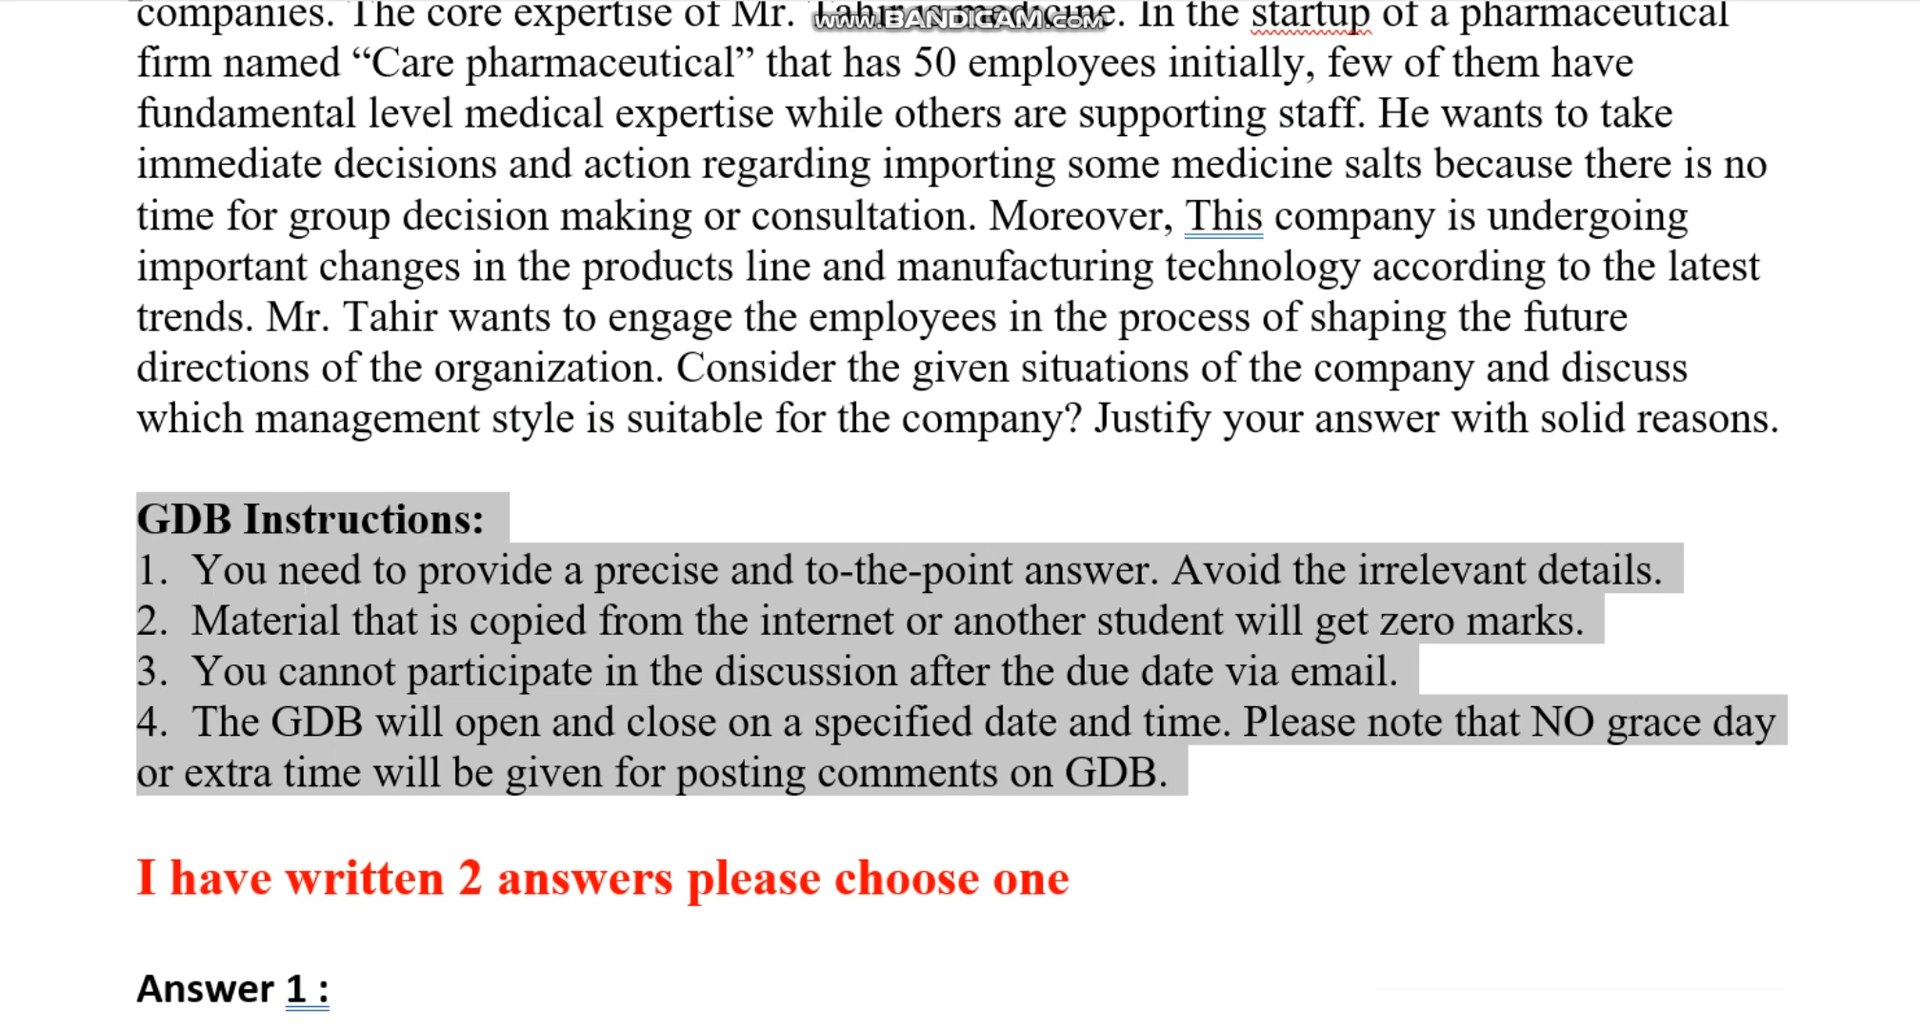 companies. The core expertise of Mr. Tahir is medicine. In the startup of a pharmaceutical
www.BANDICAM.COM
firm named “Care pharmaceutical” that has 50 employees initially, few of them have
fundamental level medical expertise while others are supporting staff. He wants to take
immediate decisions and action regarding importing some medicine salts because there is no
time for group decision making or consultation. Moreover, This company is undergoing
important changes in the products line and manufacturing technology according to the latest
trends. Mr. Tahir wants to engage the employees in the process of shaping the future
directions of the organization. Consider the given situations of the company and discuss
which management style is suitable for the company? Justify your answer with solid reasons.
GDB Instructions:
1. You need to provide a precise and to-the-point answer. Avoid the irrelevant details.
2. Material that is copied from the internet or another student will get zero marks.
3. You cannot participate in the discussion after the due date via email.
4. The GDB will open and close on a specified date and time. Please note that NO grace day
or extra time will be given for posting comments on GDB.
I have written 2 answers please choose one
Answer 1 :